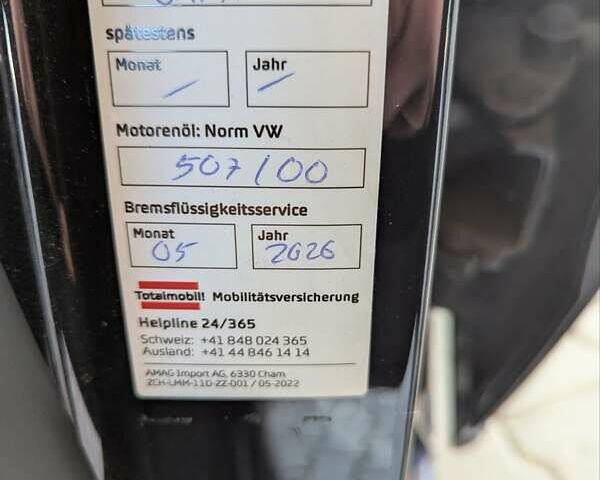 spätestens
Monat Jahr
/ /
Motorenöl: Norm VW
507/00
Bremsflüssigkeitsservice
Monat Jahr
05 2026
Totalmobil! Mobilitätsversicherung
Helpline 24/365
Schweiz: +41 848 024 365
Ausland: +41 44 846 14 14
AMAG Import AG, 6330 Cham
ZCH-LMM-11D-ZZ-001 / 05-2022